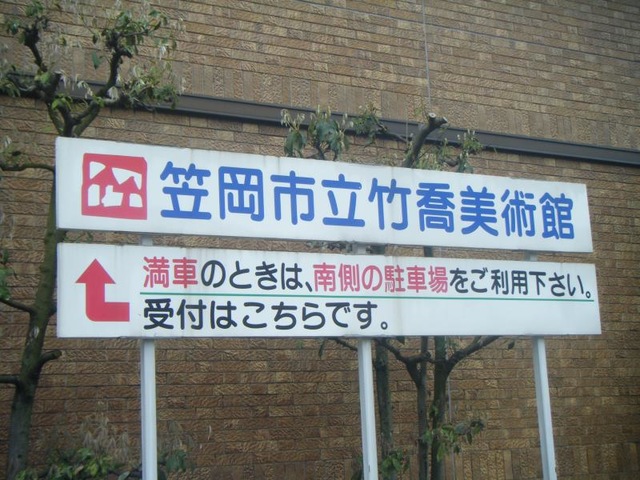 笠岡市立竹喬美術館
満車のときは、南側の駐車場をご利用下さい。
受付はこちらです。